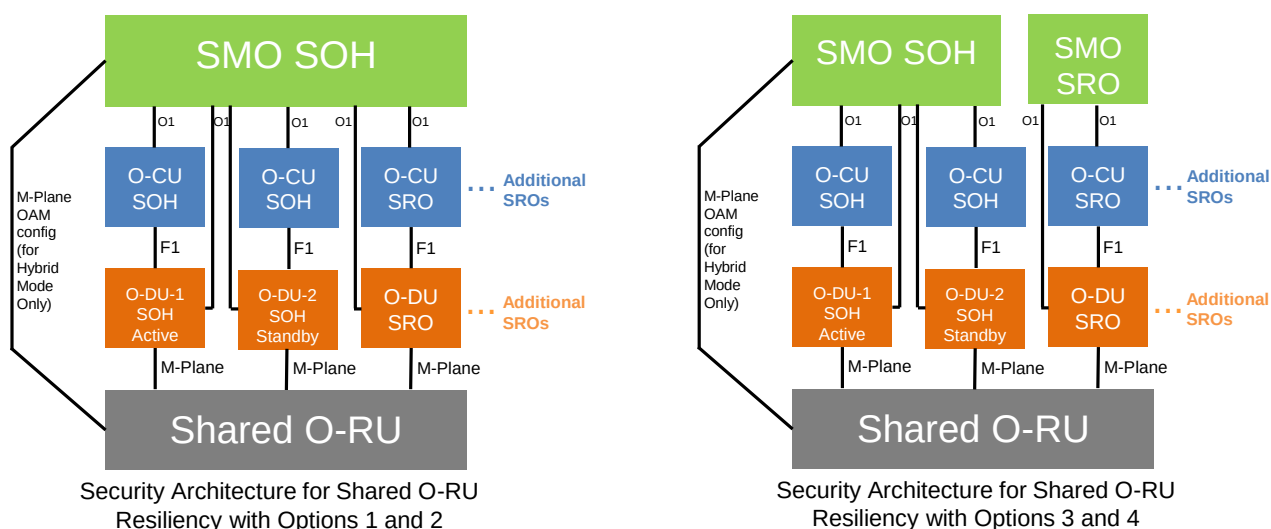 SMO SOH
O1
O1
O1
O1
O1
O-CU
SOH
O-CU
SOH
O-CU
SRO
... Additional
SROs
M-Plane
OAM
config
(for
Hybrid
Mode
Only)
F1
F1
F1
O-DU-1
SOH
Active
O-DU-2
SOH
Standby
O-DU
SRO
... Additional
SROs
M-Plane
M-Plane
M-Plane
Shared O-RU
Security Architecture for Shared O-RU
Resiliency with Options 1 and 2
SMO SOH
SMO
SRO
O1
O1
O1
O1
O1
O-CU
SOH
O-CU
SOH
O-CU
SRO
... Additional
SROs
M-Plane
OAM
config
(for
Hybrid
Mode
Only)
F1
F1
F1
O-DU-1
SOH
Active
O-DU-2
SOH
Standby
O-DU
SRO
... Additional
SROs
M-Plane
M-Plane
M-Plane
Shared O-RU
Security Architecture for Shared O-RU
Resiliency with Options 3 and 4